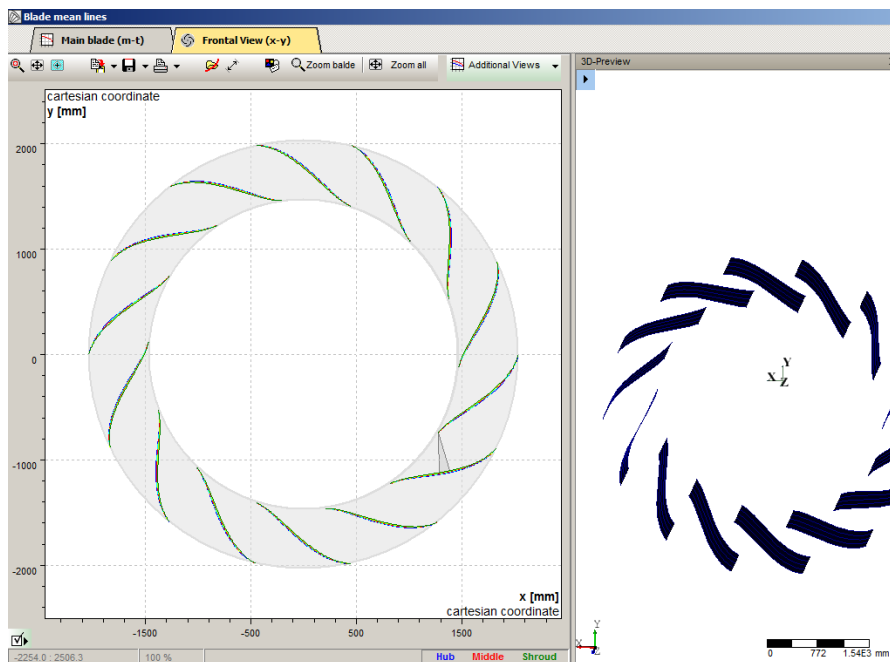 Blade mean lines
Main blade (m-t)
Frontal View (x-y)
Zoom balde
Zoom all
Additional Views
3D-Preview
cartesian coordinate
y [mm]
2000
1000
0
-1000
-2000
x [mm]
cartesian coordinate
-1500
-500
500
1500
-2254.0 : 2506.3
100 %
Hub
Middle
Shroud
Y
X
Z
Y
X
Z
0
772
1.54E3 mm